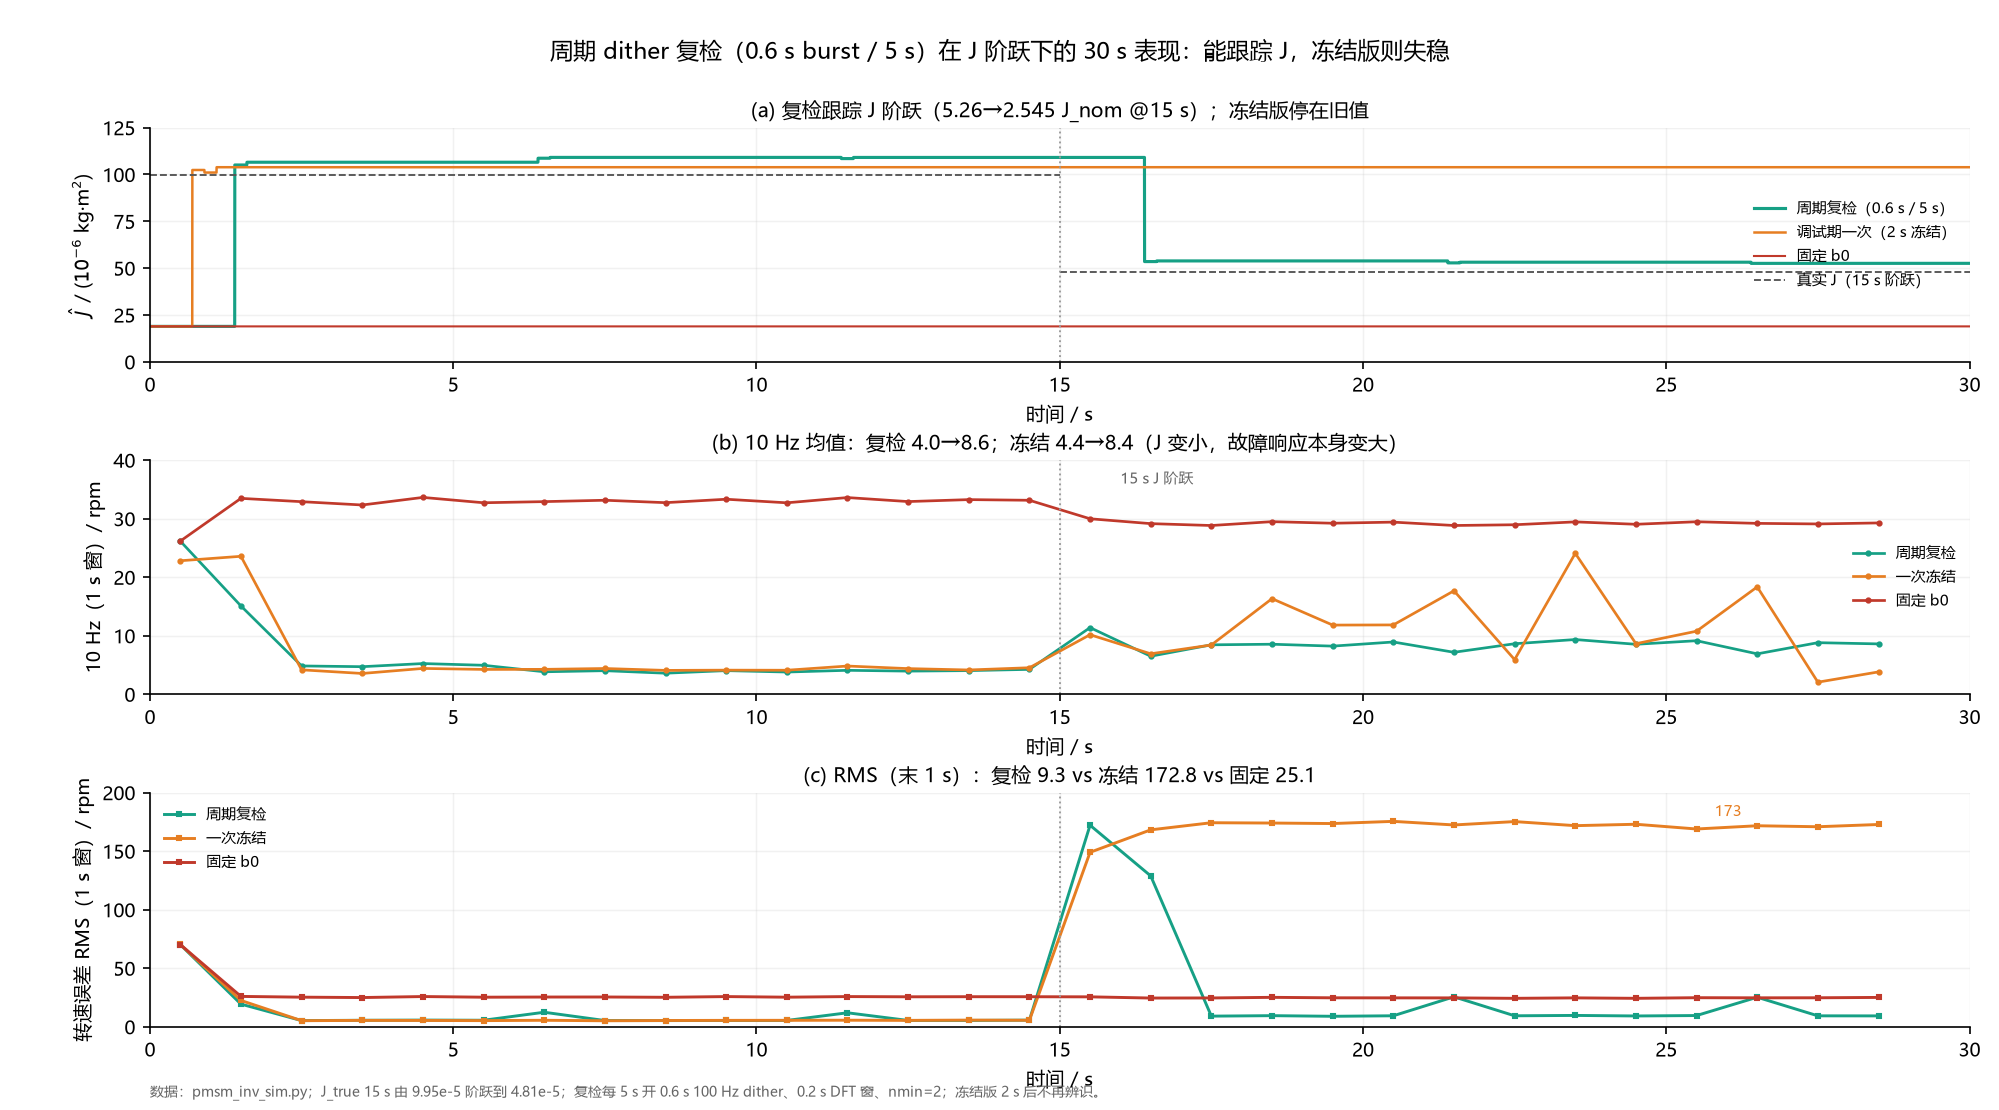 周期 dither 复检（0.6 s burst / 5 s）在 J 阶跃下的 30 s 表现：能跟踪 J，冻结版则失稳
(a) 复检跟踪 J 阶跃（5.26→2.545 J_nom @15 s）；冻结版停在旧值
Ĵ / (10⁻⁶ kg·m²)
125
100
75
50
25
0
周期复检（0.6 s / 5 s）
调试期一次（2 s 冻结）
固定 b0
真实 J（15 s 阶跃）
0 5 10 15 20 25 30
时间 / s
(b) 10 Hz 均值：复检 4.0→8.6；冻结 4.4→8.4（J 变小，故障响应本身变大）
10 Hz（1 s 窗）/ rpm
40
30
20
10
0
15 s J 阶跃
周期复检
一次冻结
固定 b0
0 5 10 15 20 25 30
时间 / s
(c) RMS（末 1 s）：复检 9.3 vs 冻结 172.8 vs 固定 25.1
转速误差 RMS（1 s 窗）/ rpm
200
150
100
50
0
周期复检
一次冻结
固定 b0
173
0 5 10 15 20 25 30
时间 / s
数据：pmsm_inv_sim.py；J_true 15 s 由 9.95e-5 阶跃到 4.81e-5；复检每 5 s 开 0.6 s 100 Hz dither、0.2 s DFT 窗、nmin=2；冻结版 2 s 后不再辨识。